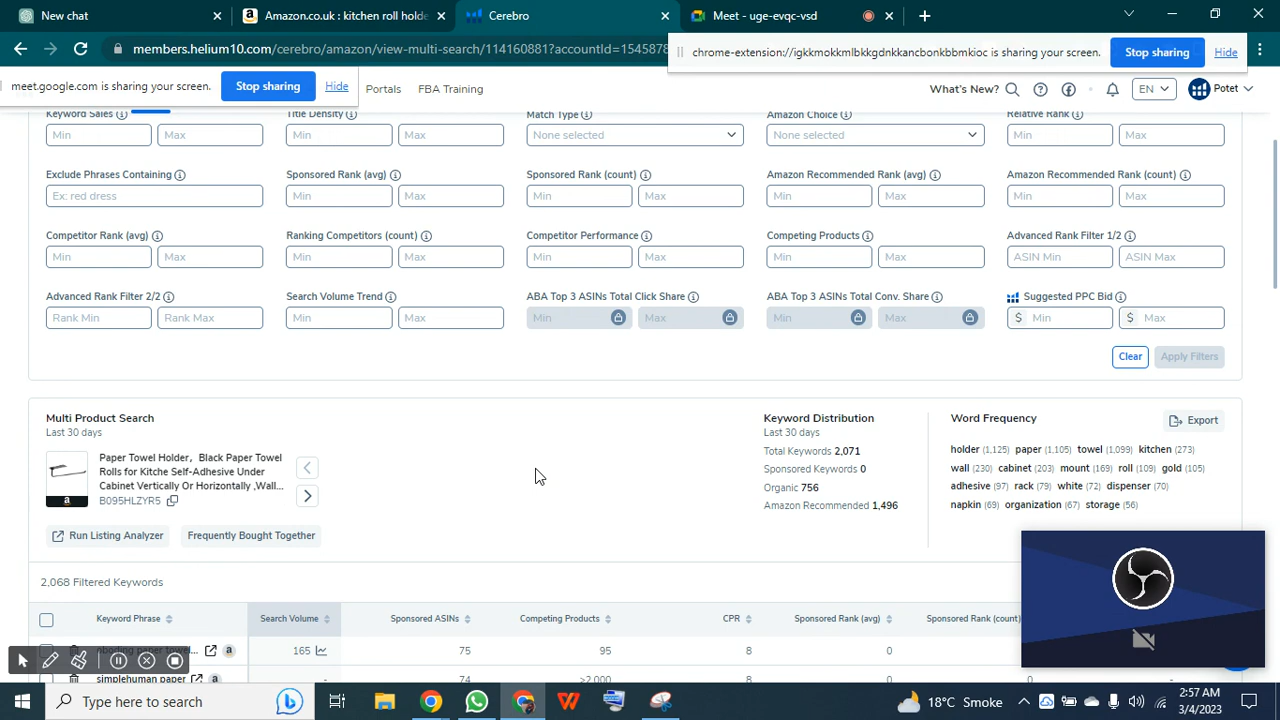 New chat
Amazon.co.uk : kitchen roll holde
Cerebro
Meet - uge-evqc-vsd
members.helium10.com/cerebro/amazon/view-multi-search/114160881?accountId=1545878
chrome-extension://igkkmokkmlbkkgdnkkancbonkbbmkioc is sharing your screen.
Stop sharing
Hide
meet.google.com is sharing your screen.
Stop sharing
Hide
Portals
FBA Training
What's New?
EN
Potet
Keyword Sales
Title Density
Match Type
Amazon Choice
Relative Rank
Min Max Min Max None selected None selected Min Max
Exclude Phrases Containing
Sponsored Rank (avg)
Sponsored Rank (count)
Amazon Recommended Rank (avg)
Amazon Recommended Rank (count)
Ex: red dress Min Max Min Max Min Max Min Max
Competitor Rank (avg)
Ranking Competitors (count)
Competitor Performance
Competing Products
Advanced Rank Filter 1/2
Min Max Min Max Min Max Min Max ASIN Min ASIN Max
Advanced Rank Filter 2/2
Search Volume Trend
ABA Top 3 ASINs Total Click Share
ABA Top 3 ASINs Total Conv. Share
Suggested PPC Bid
Rank Min Rank Max Min Max Min Max Min Max $ Min $ Max
Clear
Apply Filters
Multi Product Search
Last 30 days
Paper Towel Holder，Black Paper Towel
Rolls for Kitche Self-Adhesive Under
Cabinet Vertically Or Horizontally ,Wall...
B095HLZYR5
a
Run Listing Analyzer
Frequently Bought Together
Keyword Distribution
Last 30 days
Total Keywords 2,071
Sponsored Keywords 0
Organic 756
Amazon Recommended 1,496
Word Frequency
Export
holder (1,125) paper (1,105) towel (1,099) kitchen (273)
wall (230) cabinet (203) mount (169) roll (109) gold (105)
adhesive (97) rack (79) white (72) dispenser (70)
napkin (69) organization (67) storage (56)
2,068 Filtered Keywords
Keyword Phrase
Search Volume
Sponsored ASINs
Competing Products
CPR
Sponsored Rank (avg)
Sponsored Rank (count)
towel... a 165 75 95 8 0
simplehuman paper a - 74 >2,000 8 0 0 -
Type here to search
18°C Smoke
2:57 AM
3/4/2023